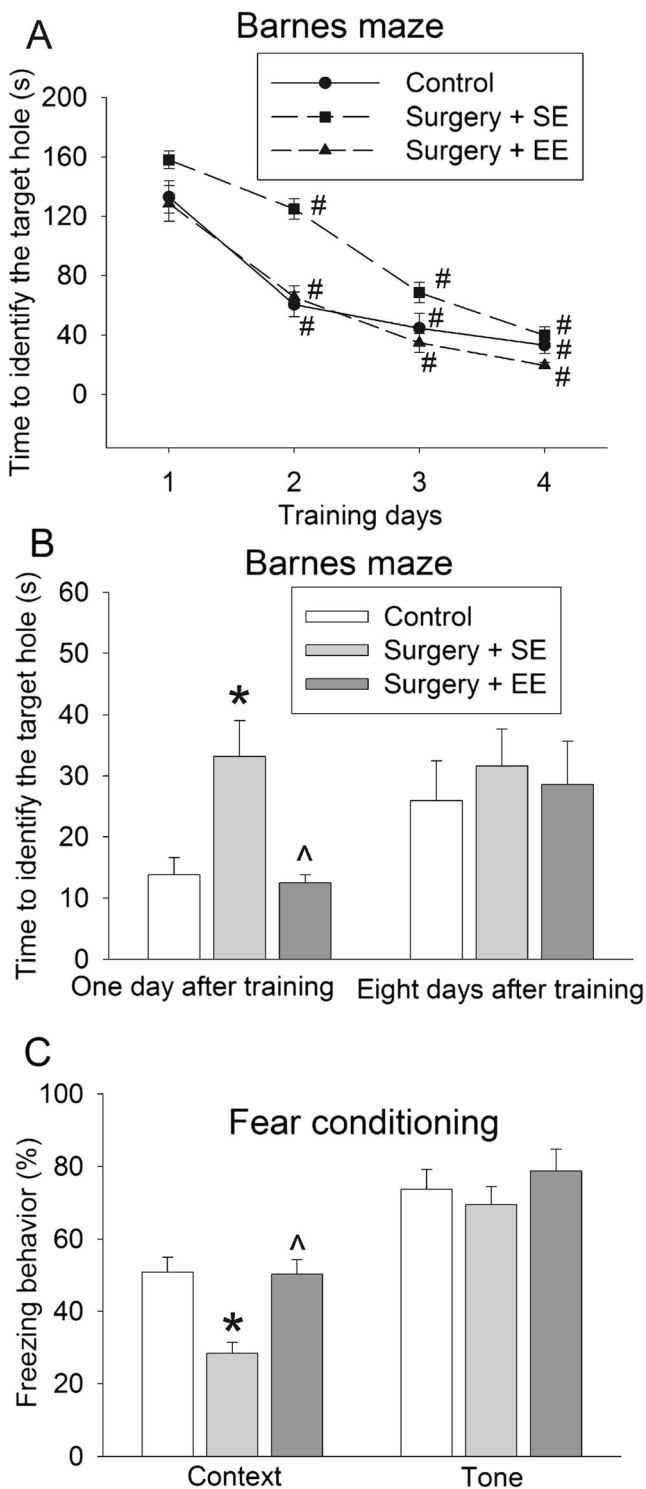 A
Barnes maze
Control
Surgery + SE
Surgery + EE
Time to identify the target hole (s)
200
160
120
80
40
0
#
#
#
#
#
#
#
#
#
1
2
3
4
Training days
B
Barnes maze
Control
Surgery + SE
Surgery + EE
Time to identify the target hole (s)
60
50
40
30
20
10
0
*
^
One day after training
Eight days after training
C
Fear conditioning
Freezing behavior (%)
100
80
60
40
20
0
*
^
Context
Tone